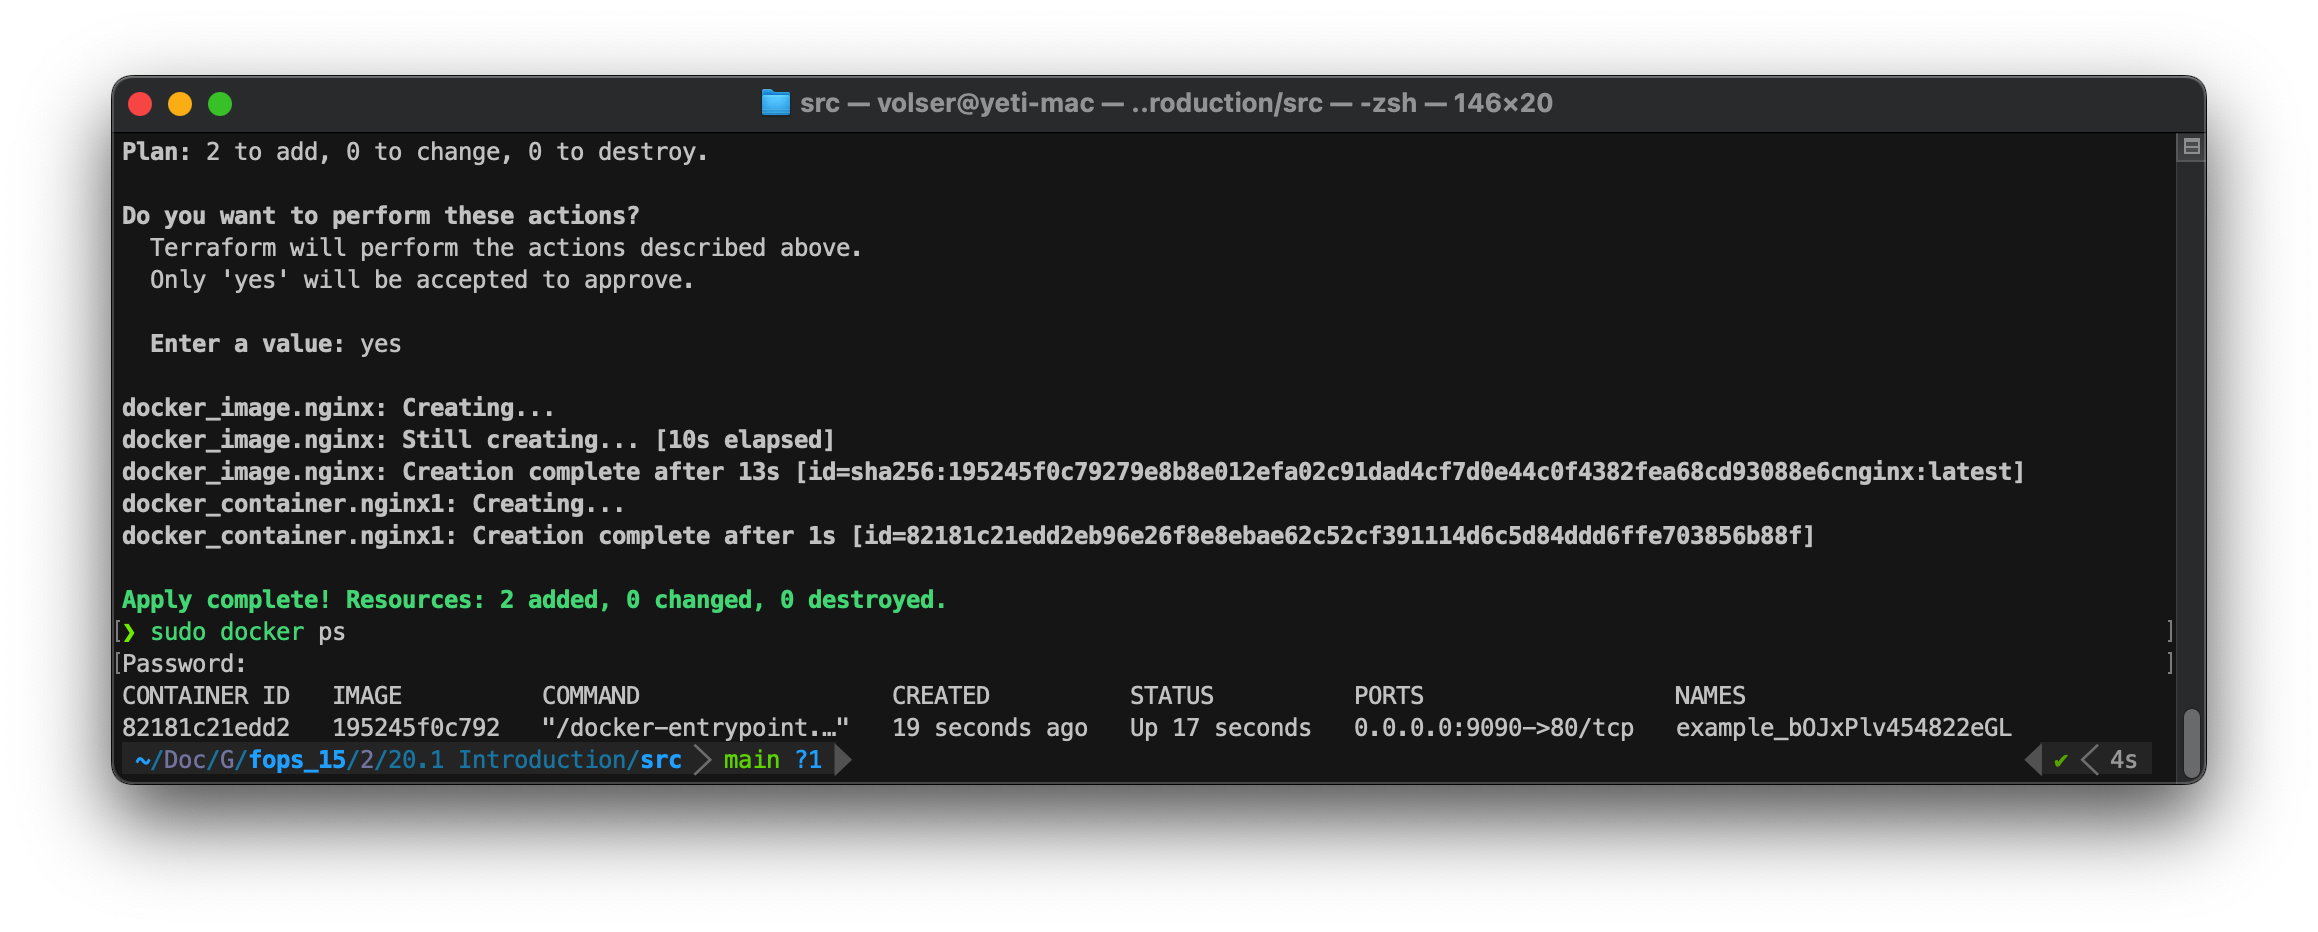 src — volser@yeti-mac — ..roduction/src — -zsh — 146×20
Plan: 2 to add, 0 to change, 0 to destroy.
Do you want to perform these actions?
Terraform will perform the actions described above.
Only 'yes' will be accepted to approve.
Enter a value: yes
docker_image.nginx: Creating...
docker_image.nginx: Still creating... [10s elapsed]
docker_image.nginx: Creation complete after 13s [id=sha256:195245f0c79279e8b8e012efa02c91dad4cf7d0e44c0f4382fea68cd93088e6cnginx:latest]
docker_container.nginx1: Creating...
docker_container.nginx1: Creation complete after 1s [id=82181c21edd2eb96e26f8e8ebae62c52cf391114d6c5d84ddd6ffe703856b88f]
Apply complete! Resources: 2 added, 0 changed, 0 destroyed.
[❯ sudo docker ps ]
[Password: ]
CONTAINER ID IMAGE COMMAND CREATED STATUS PORTS NAMES
82181c21edd2 195245f0c792 "/docker-entrypoint.…" 19 seconds ago Up 17 seconds 0.0.0.0:9090->80/tcp example_bOJxPlv454822eGL
~/Doc/G/fops_15/2/20.1 Introduction/src main ?1 ✔ 4s